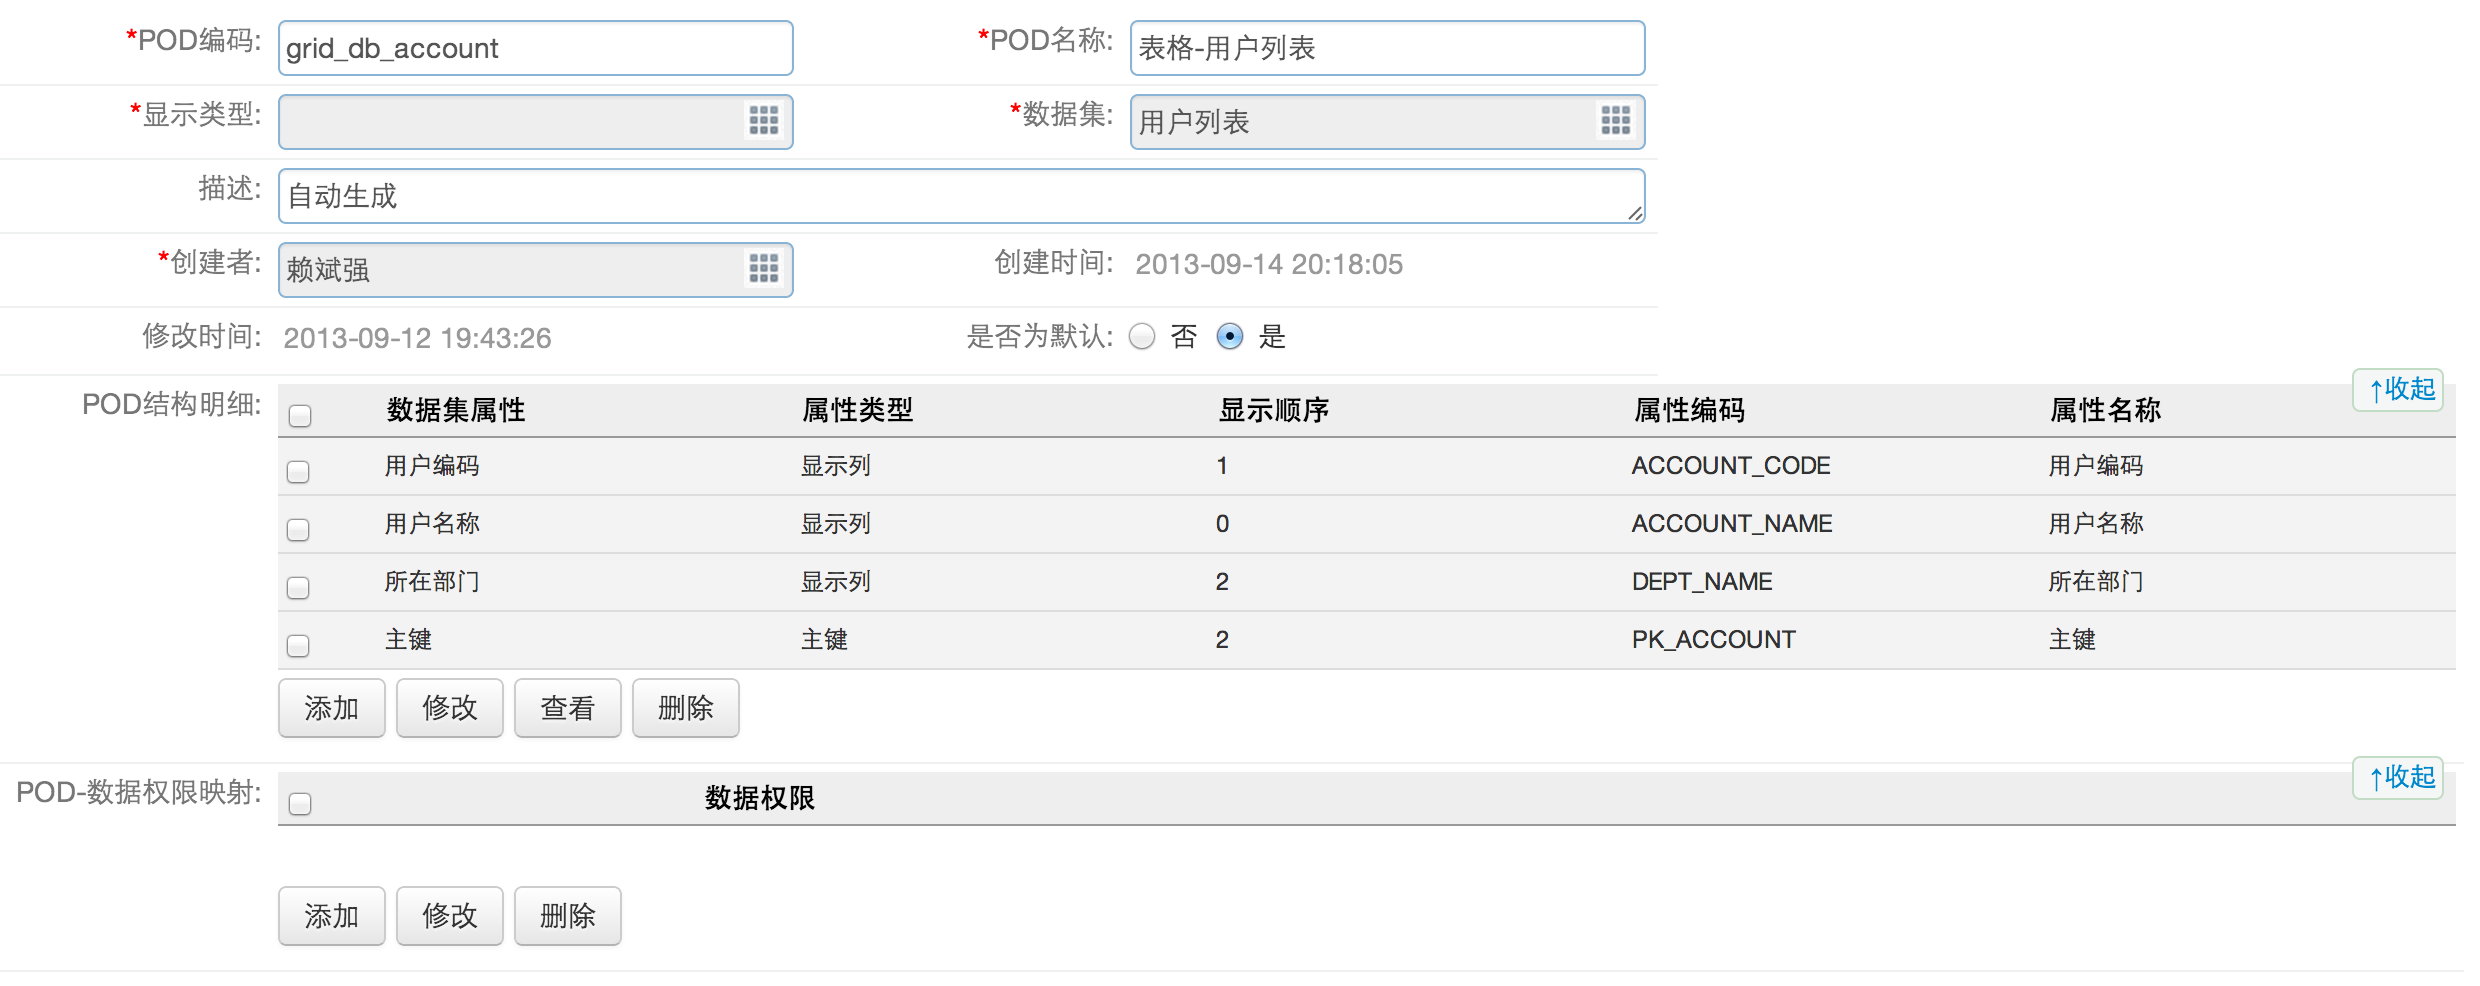 *POD编码: grid_db_account *POD名称: 表格-用户列表
*显示类型: *数据集: 用户列表
描述: 自动生成
*创建者: 赖斌强 创建时间: 2013-09-14 20:18:05
修改时间: 2013-09-12 19:43:26 是否为默认: 否 是
POD结构明细: 数据集属性 属性类型 显示顺序 属性编码 属性名称 ↑收起
用户编码 显示列 1 ACCOUNT_CODE 用户编码
用户名称 显示列 0 ACCOUNT_NAME 用户名称
所在部门 显示列 2 DEPT_NAME 所在部门
主键 主键 2 PK_ACCOUNT 主键
添加 修改 查看 删除
POD-数据权限映射: 数据权限 ↑收起
添加 修改 删除